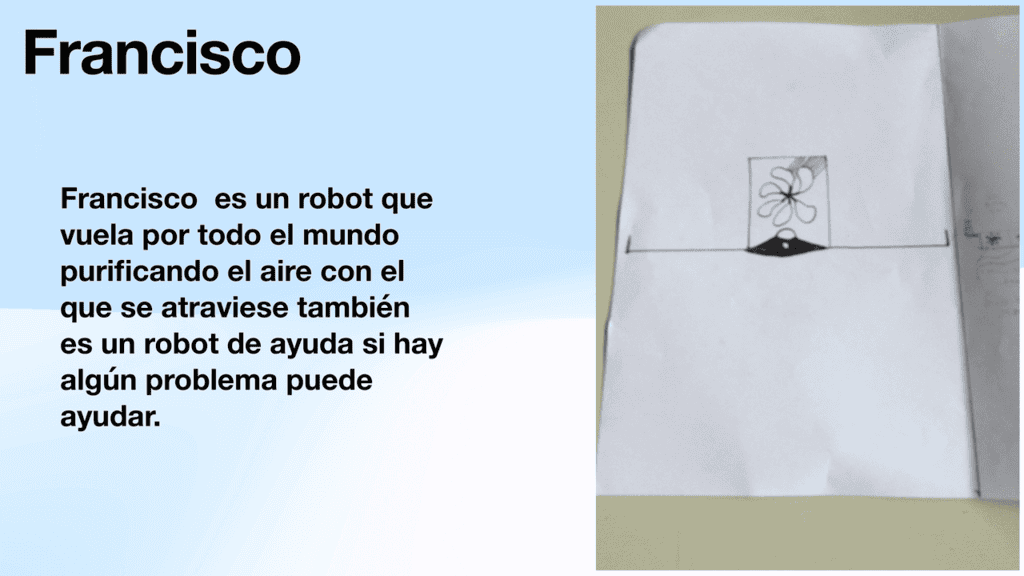 Francisco
Francisco  es un robot que
vuela por todo el mundo
purificando el aire con el
que se atraviese también
es un robot de ayuda si hay
algún problema puede
ayudar.